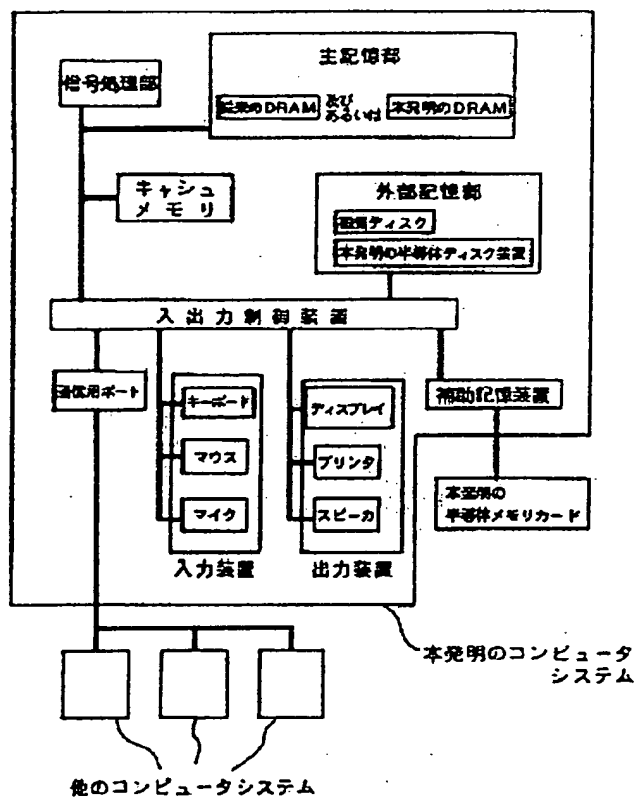 主記憶部
信号処理部
従来のDRAM 及び あるいは 本発明のDRAM
キャシュ
メモリ
外部記憶部
磁気ディスク
本発明の半導体ディスク装置
入出力制御装置
通信用ポート
キーボード
マウス
マイク
入力装置
ディスプレイ
プリンタ
スピーカ
出力装置
補助記憶装置
本発明の
半導体メモリカード
本発明のコンピュータ
システム
他のコンピュータシステム